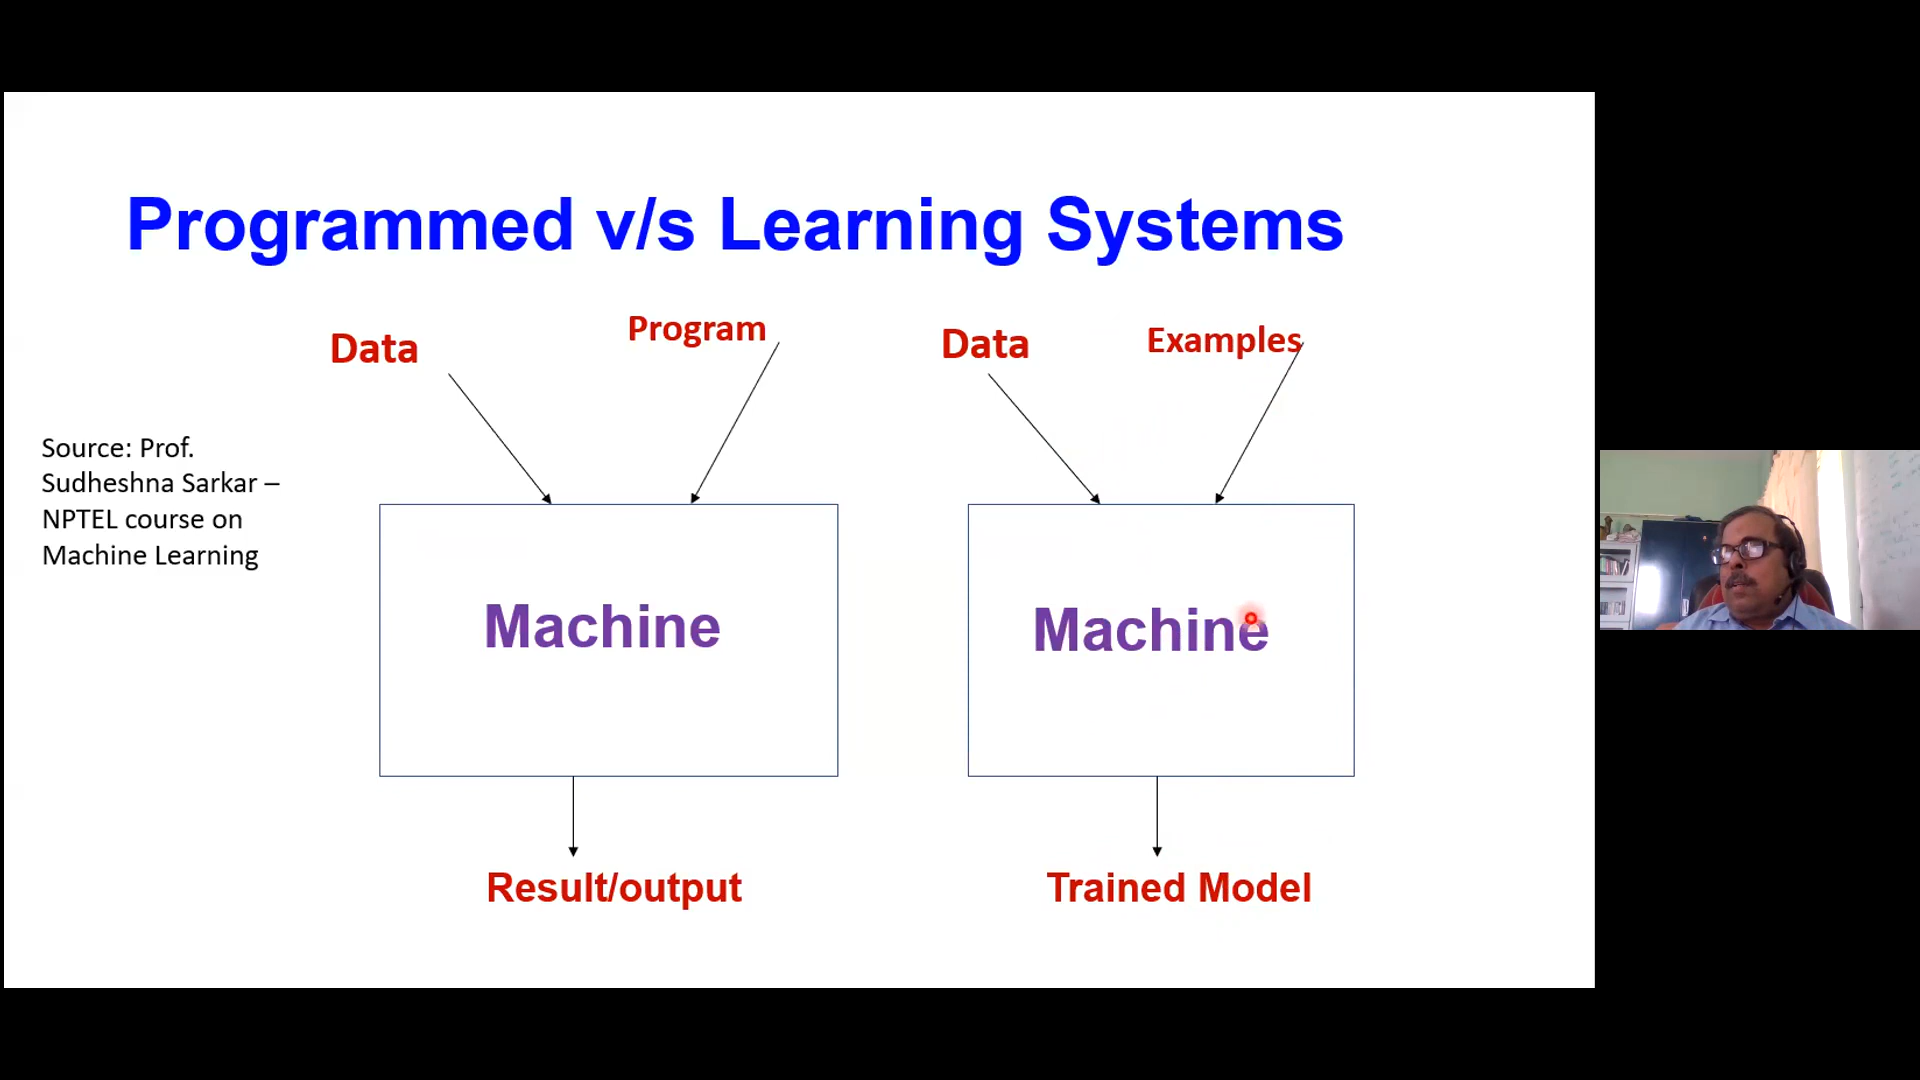 Programmed v/s Learning Systems
Data
Program
Data
Examples
Source: Prof.
Sudheshna Sarkar –
NPTEL course on
Machine Learning
Machine
Machine
Result/output
Trained Model